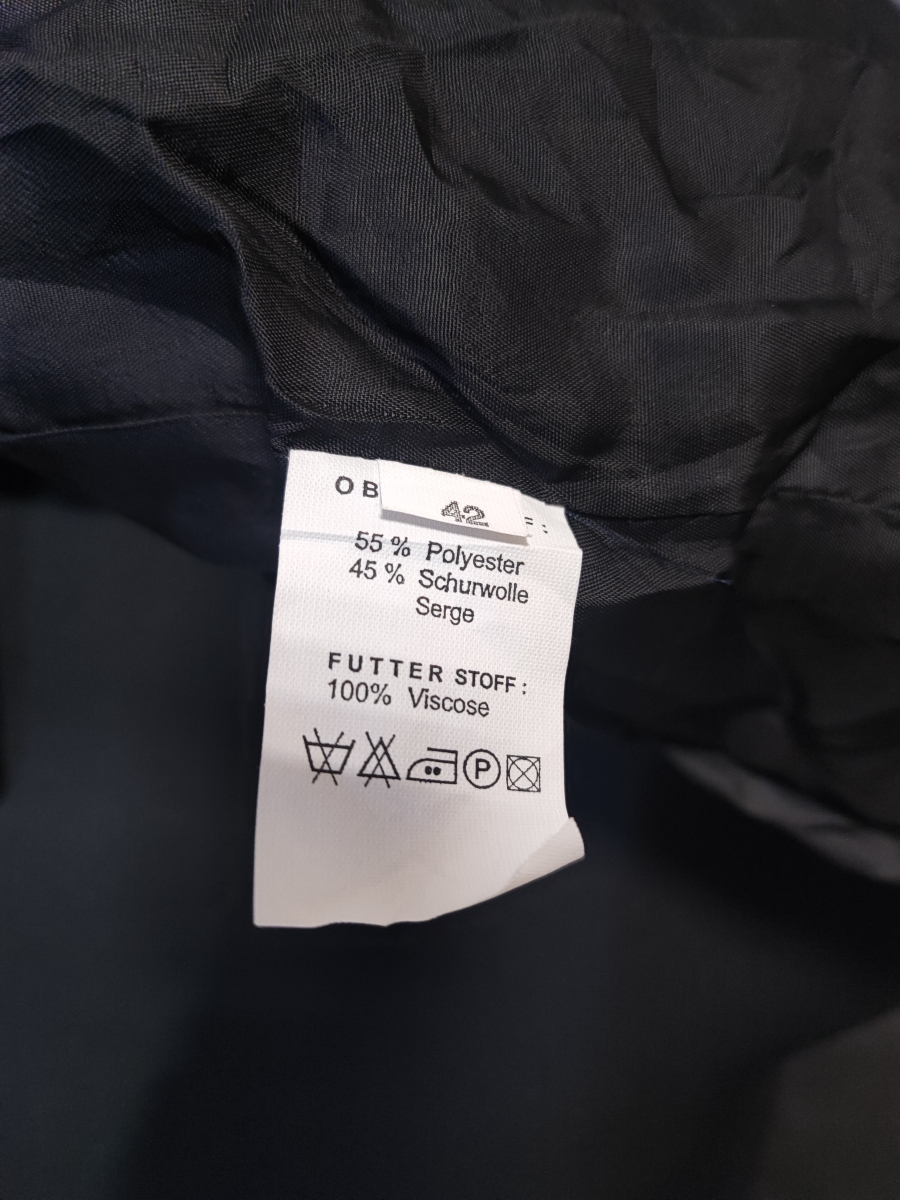 OB
42
:
55 % Polyester
45 % Schurwolle
Serge
FUTTER STOFF :
100% Viscose
P